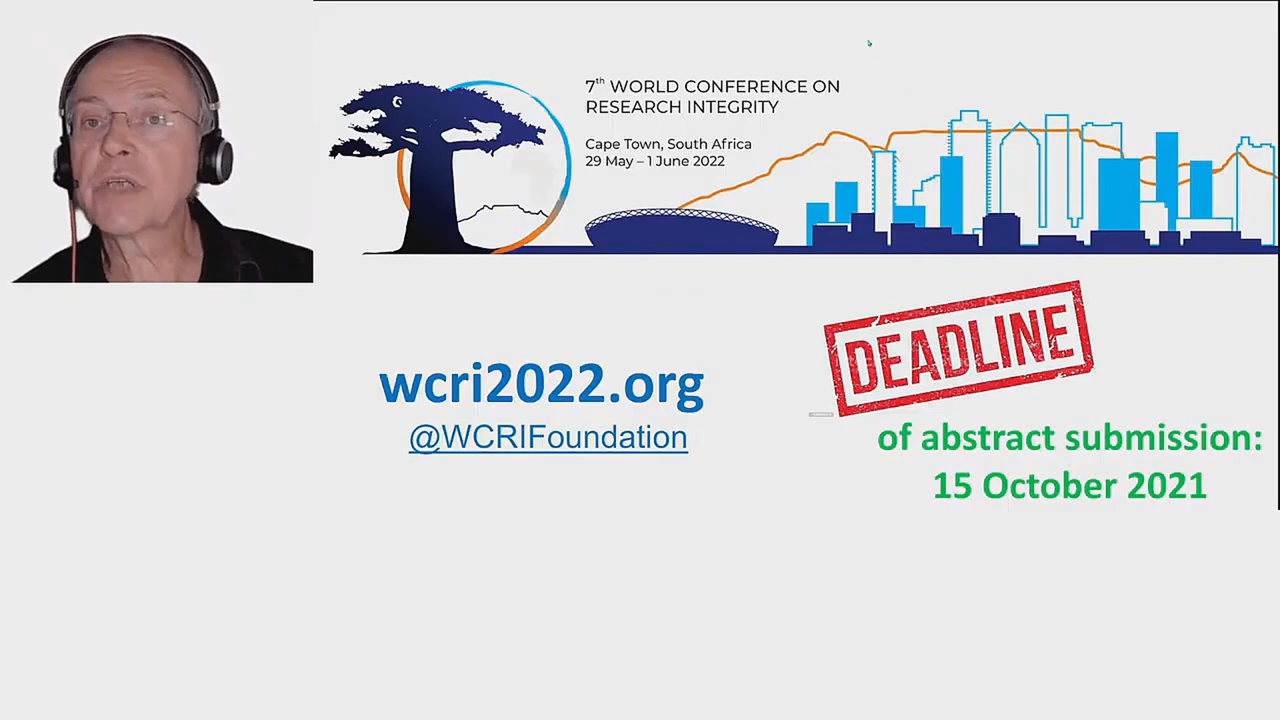 7th WORLD CONFERENCE ON
RESEARCH INTEGRITY
Cape Town, South Africa
29 May – 1 June 2022
wcri2022.org
@WCRIFoundation
DEADLINE
of abstract submission:
15 October 2021